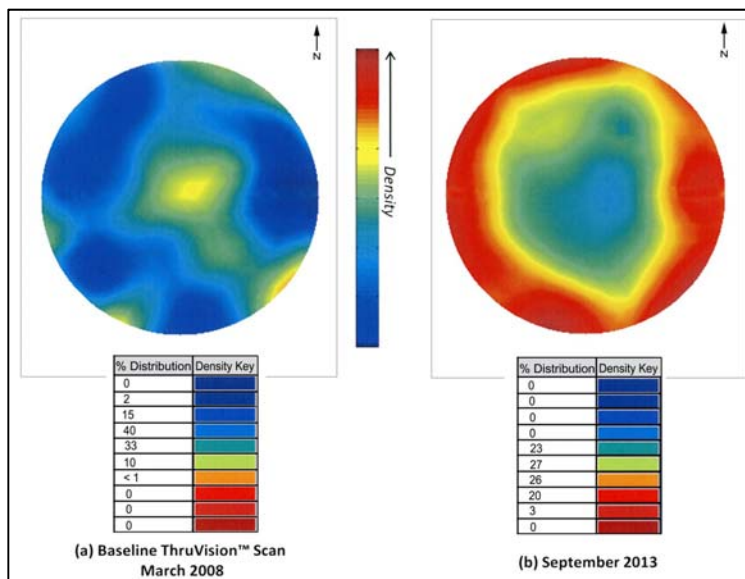 N
N
Density
% Distribution Density Key
0
2
15
40
33
10
< 1
0
0
0
% Distribution Density Key
0
0
0
0
23
27
26
20
3
0
(a) Baseline ThruVision™ Scan
March 2008
(b) September 2013